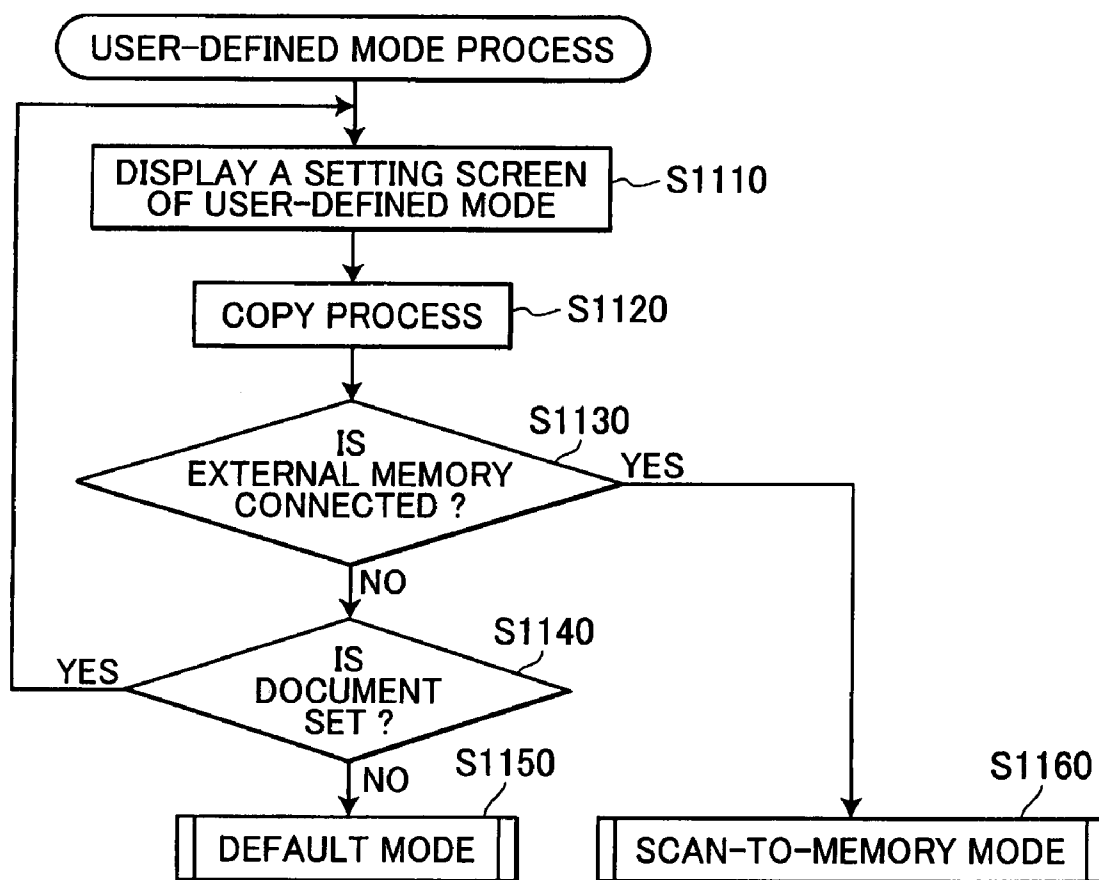 USER-DEFINED MODE PROCESS
DISPLAY A SETTING SCREEN
OF USER-DEFINED MODE
S1110
COPY PROCESS
S1120
IS
EXTERNAL MEMORY
CONNECTED ?
S1130
YES
NO
IS
DOCUMENT
SET ?
S1140
YES
NO
DEFAULT MODE
S1150
SCAN-TO-MEMORY MODE
S1160